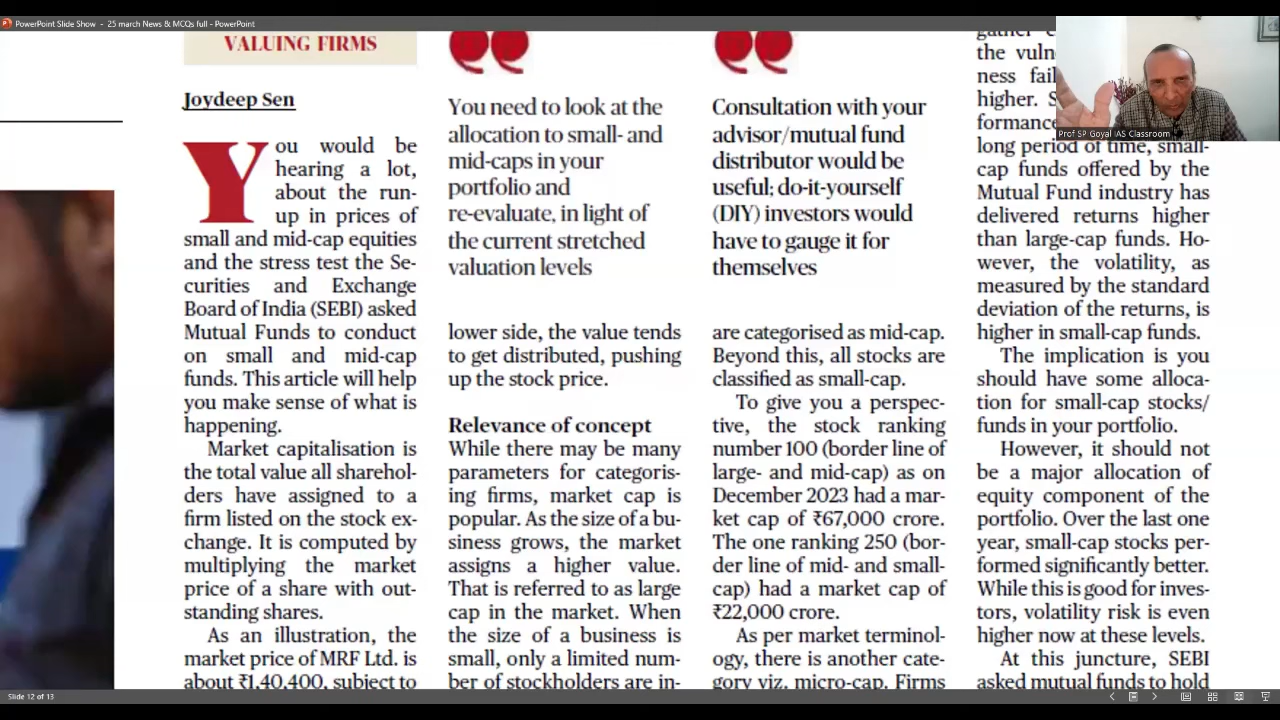 PowerPoint Slide Show - 25 march News & MCQs full - PowerPoint
VALUING FIRMS
Joydeep Sen
You would be
hearing a lot,
about the run-
up in prices of
small and mid-cap equities
and the stress test the Se-
curities and Exchange
Board of India (SEBI) asked
Mutual Funds to conduct
on small and mid-cap
funds. This article will help
you make sense of what is
happening.
Market capitalisation is
the total value all sharehol-
ders have assigned to a
firm listed on the stock ex-
change. It is computed by
multiplying the market
price of a share with out-
standing shares.
As an illustration, the
market price of MRF Ltd. is
about ₹1,40,400, subject to
You need to look at the
allocation to small- and
mid-caps in your
portfolio and
re-evaluate, in light of
the current stretched
valuation levels
lower side, the value tends
to get distributed, pushing
up the stock price.
Relevance of concept
While there may be many
parameters for categoris-
ing firms, market cap is
popular. As the size of a bu-
siness grows, the market
assigns a higher value.
That is referred to as large
cap in the market. When
the size of a business is
small, only a limited num-
ber of stockholders are in-
Consultation with your
advisor/mutual fund
distributor would be
useful; do-it-yourself
(DIY) investors would
have to gauge it for
themselves
are categorised as mid-cap.
Beyond this, all stocks are
classified as small-cap.
To give you a perspec-
tive, the stock ranking
number 100 (border line of
large- and mid-cap) as on
December 2023 had a mar-
ket cap of ₹67,000 crore.
The one ranking 250 (bor-
der line of mid- and small-
cap) had a market cap of
₹22,000 crore.
As per market terminol-
ogy, there is another cate-
gory viz. micro-cap. Firms
the vuln
ness fail
higher. S
formance
long period of time, small-
cap funds offered by the
Mutual Fund industry has
delivered returns higher
than large-cap funds. Ho-
wever, the volatility, as
measured by the standard
deviation of the returns, is
higher in small-cap funds.
The implication is you
should have some alloca-
tion for small-cap stocks/
funds in your portfolio.
However, it should not
be a major allocation of
equity component of the
portfolio. Over the last one
year, small-cap stocks per-
formed significantly better.
While this is good for inves-
tors, volatility risk is even
higher now at these levels.
At this juncture, SEBI
asked mutual funds to hold
Prof SP Goyal IAS Classroom
Slide 12 of 13